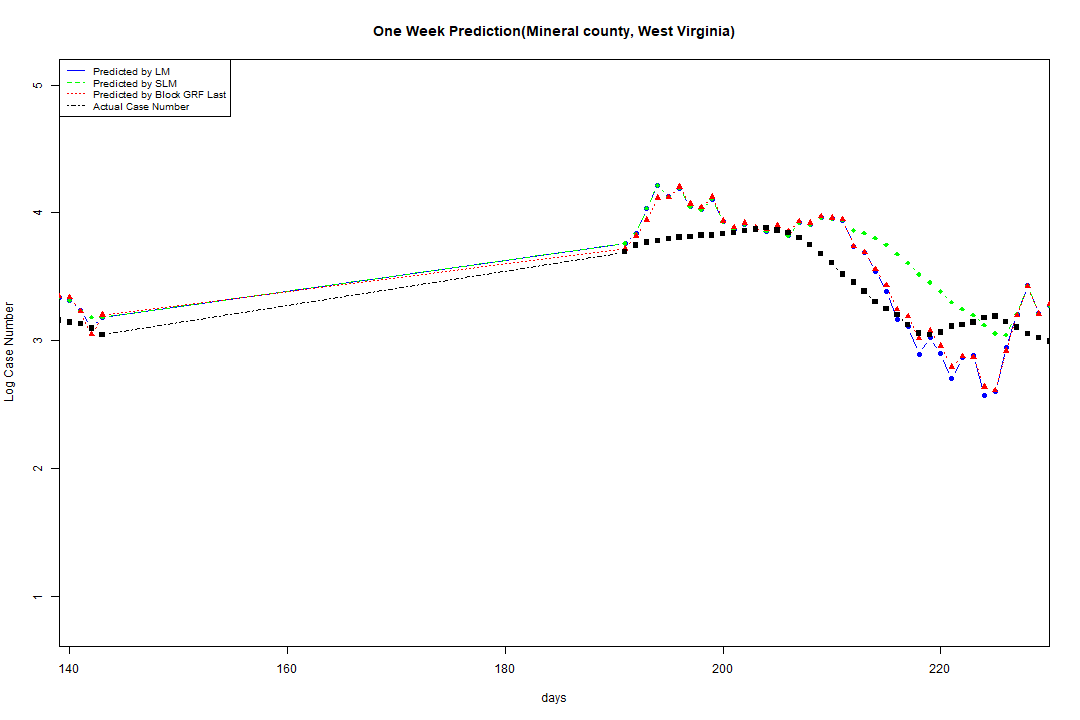 One Week Prediction(Mineral county, West Virginia)
Predicted by LM
Predicted by SLM
Predicted by Block GRF Last
Actual Case Number
5
4
3
2
1
Log Case Number
140 160 180 200 220
days